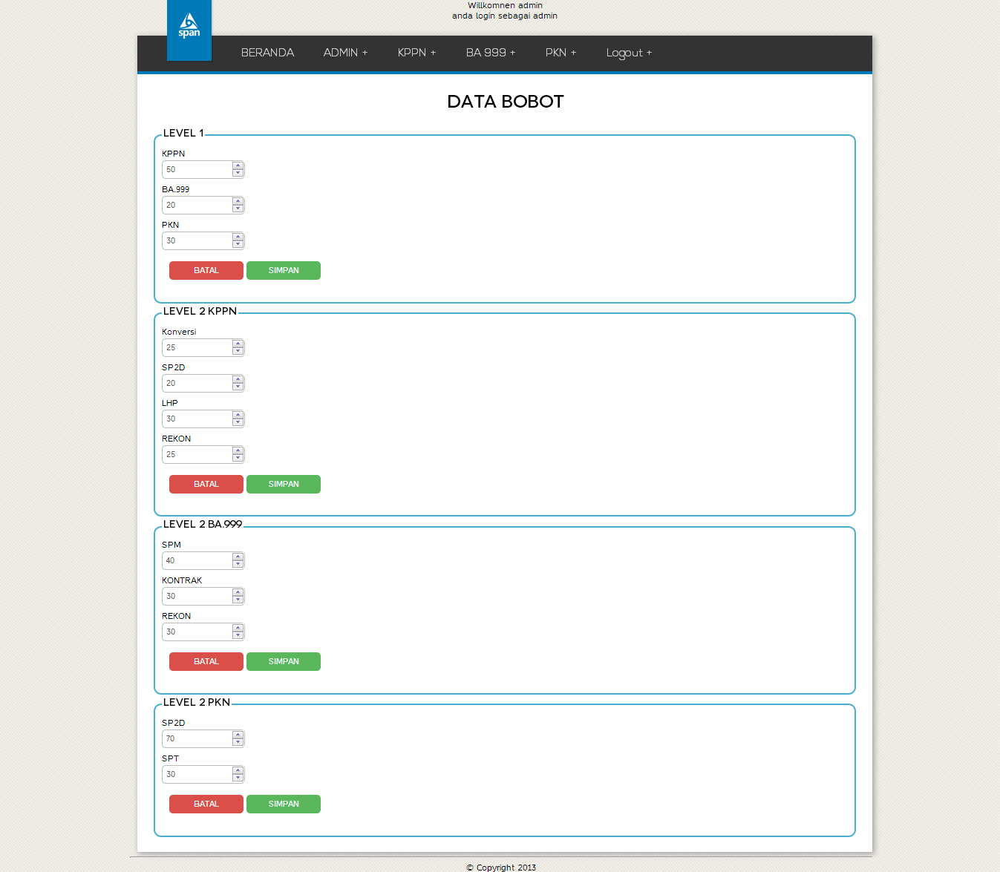 Willkomnen admin
anda login sebagai admin
span
BERANDA ADMIN + KPPN + BA 999 + PKN + Logout +
DATA BOBOT
LEVEL 1
KPPN
50
BA.999
20
PKN
30
BATAL SIMPAN
LEVEL 2 KPPN
Konversi
25
SP2D
20
LHP
30
REKON
25
BATAL SIMPAN
LEVEL 2 BA.999
SPM
40
KONTRAK
30
REKON
30
BATAL SIMPAN
LEVEL 2 PKN
SP2D
70
SPT
30
BATAL SIMPAN
© Copyright 2013